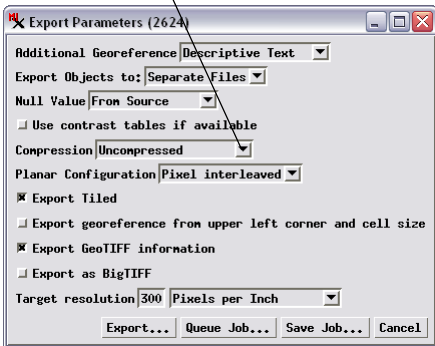 Export Parameters (2624)
Additional Georeference Descriptive Text
Export Objects to: Separate Files
Null Value From Source
Use contrast tables if available
Compression Uncompressed
Planar Configuration Pixel interleaved
Export Tiled
Export georeference from upper left corner and cell size
Export GeoTIFF information
Export as BigTIFF
Target resolution 300 Pixels per Inch
Export... Queue Job... Save Job... Cancel